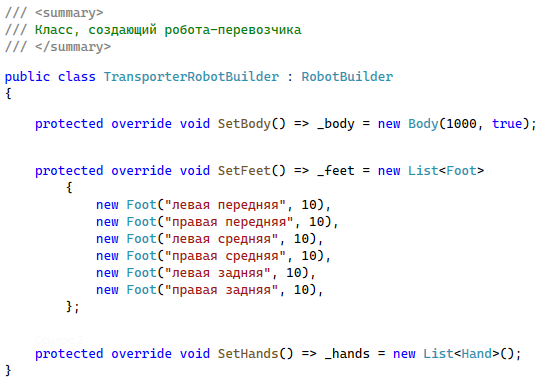 /// <summary>
/// Класс, создающий робота-перевозчика
/// </summary>
public class TransporterRobotBuilder : RobotBuilder
{
    protected override void SetBody() => _body = new Body(1000, true);
    protected override void SetFeet() => _feet = new List<Foot>
        {
            new Foot("левая передняя", 10),
            new Foot("правая передняя", 10),
            new Foot("левая средняя", 10),
            new Foot("правая средняя", 10),
            new Foot("левая задняя", 10),
            new Foot("правая задняя", 10),
        };
    protected override void SetHands() => _hands = new List<Hand>();
}